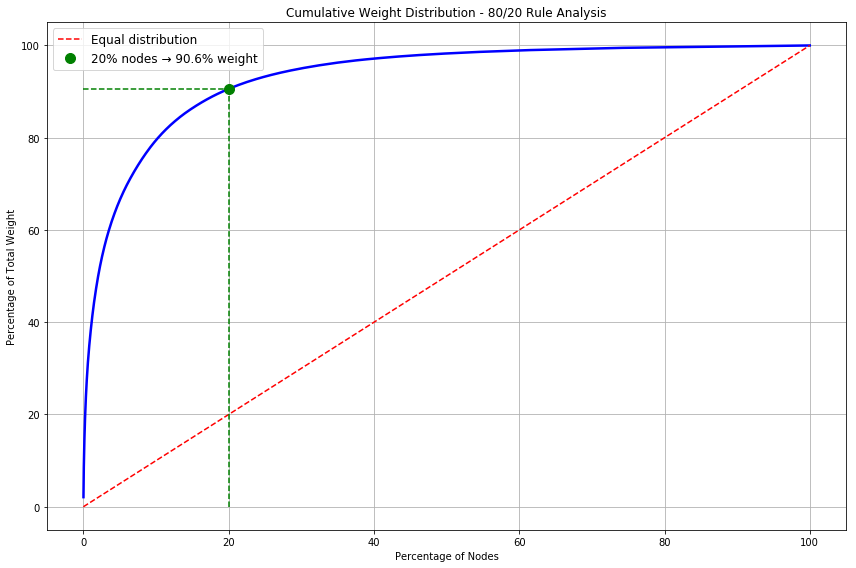 Cumulative Weight Distribution - 80/20 Rule Analysis
Equal distribution
20% nodes → 90.6% weight
Percentage of Total Weight
100
80
60
40
20
0
0 20 40 60 80 100
Percentage of Nodes